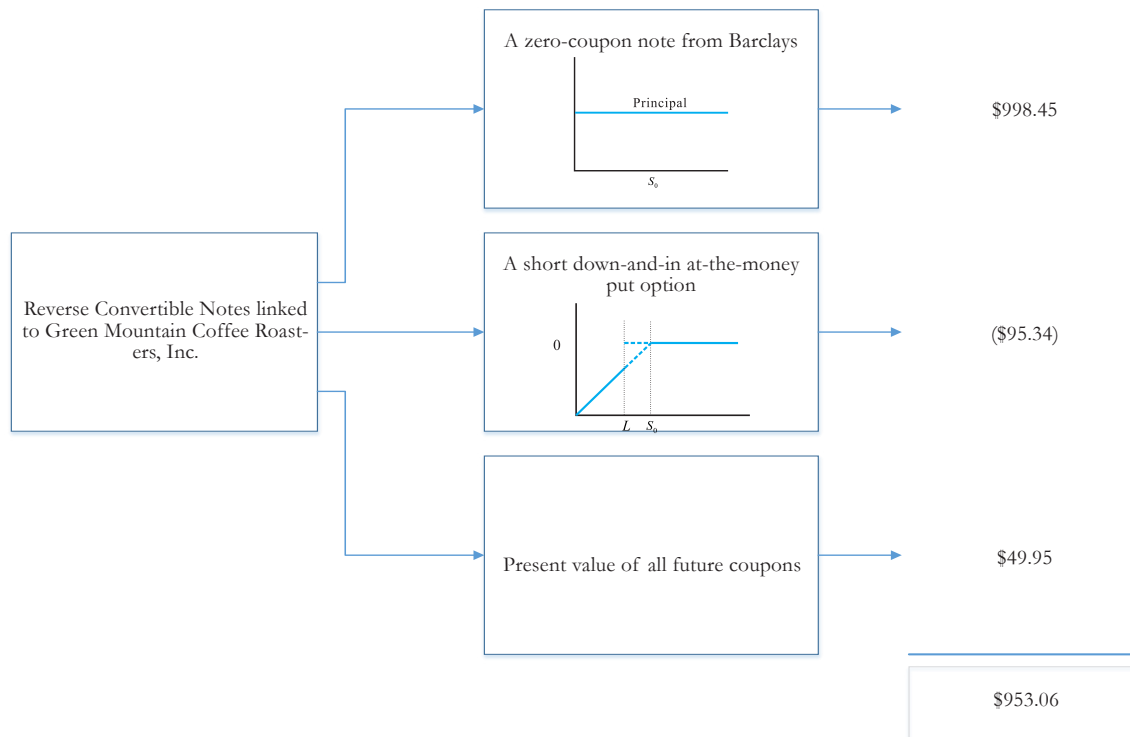 A zero-coupon note from Barclays
Principal
S₀
$998.45
Reverse Convertible Notes linked
to Green Mountain Coffee Roast-
ers, Inc.
A short down-and-in at-the-money
put option
0
L S₀
($95.34)
Present value of all future coupons
$49.95
$953.06